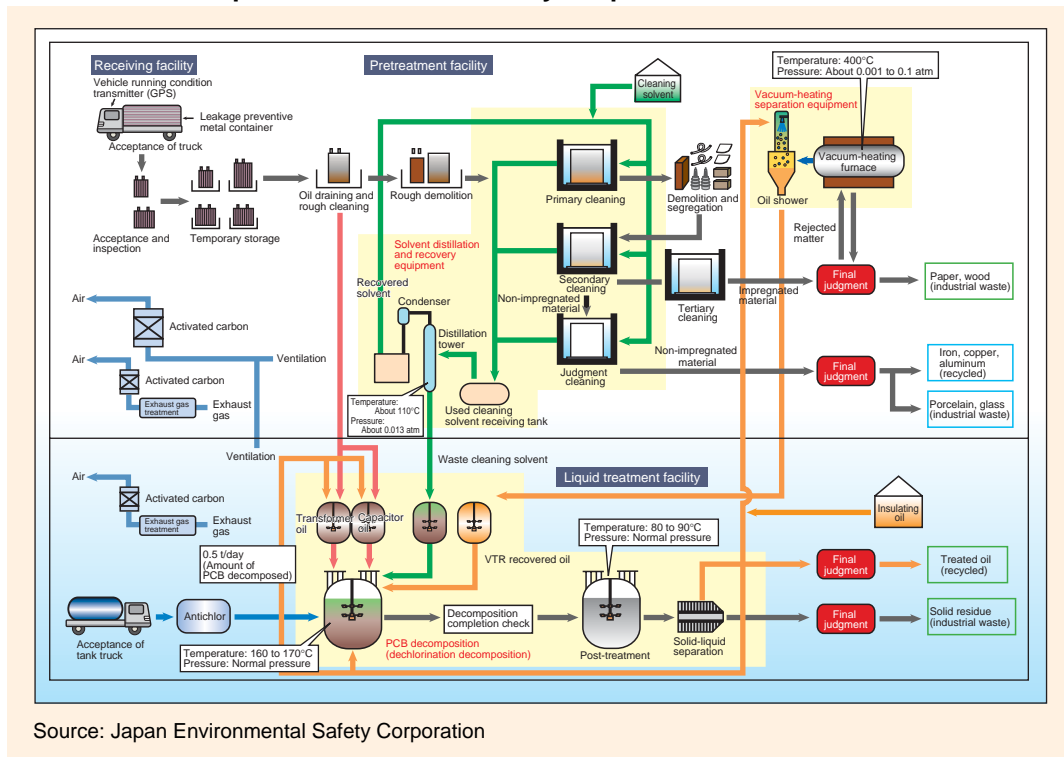 Receiving facility
Vehicle running condition
transmitter (GPS)
Leakage preventive
metal container
Acceptance of truck
Acceptance and
inspection
Temporary storage
Pretreatment facility
Oil draining and
rough cleaning
Rough demolition
Cleaning
solvent
Primary cleaning
Demolition and
segregation
Secondary
cleaning
Non-impregnated
material
Tertiary
cleaning
Impregnated
material
Judgment
cleaning
Non-impregnated
material
Solvent distillation
and recovery
equipment
Recovered
solvent
Condenser
Distillation
tower
Temperature:
About 110°C
Pressure:
About 0.013 atm
Used cleaning
solvent receiving tank
Temperature: 400°C
Pressure: About 0.001 to 0.1 atm
Vacuum-heating
separation equipment
Vacuum-heating
furnace
Oil shower
Rejected
matter
Final
judgment
Paper, wood
(industrial waste)
Final
judgment
Iron, copper,
aluminum
(recycled)
Porcelain, glass
(industrial waste)
Air
Activated carbon
Ventilation
Air
Activated carbon
Exhaust gas
treatment
Exhaust
gas
Ventilation
Waste cleaning solvent
Liquid treatment facility
Air
Activated carbon
Exhaust gas
treatment
Exhaust
gas
Transformer
oil
Capacitor
oil
VTR recovered oil
Insulating
oil
0.5 t/day
(Amount of
PCB decomposed)
Temperature: 80 to 90°C
Pressure: Normal pressure
Acceptance of
tank truck
Antichlor
Temperature: 160 to 170°C
Pressure: Normal pressure
PCB decomposition
(dechlorination decomposition)
Decomposition
completion check
Post-treatment
Solid-liquid
separation
Final
judgment
Treated oil
(recycled)
Final
judgment
Solid residue
(industrial waste)
Source: Japan Environmental Safety Corporation